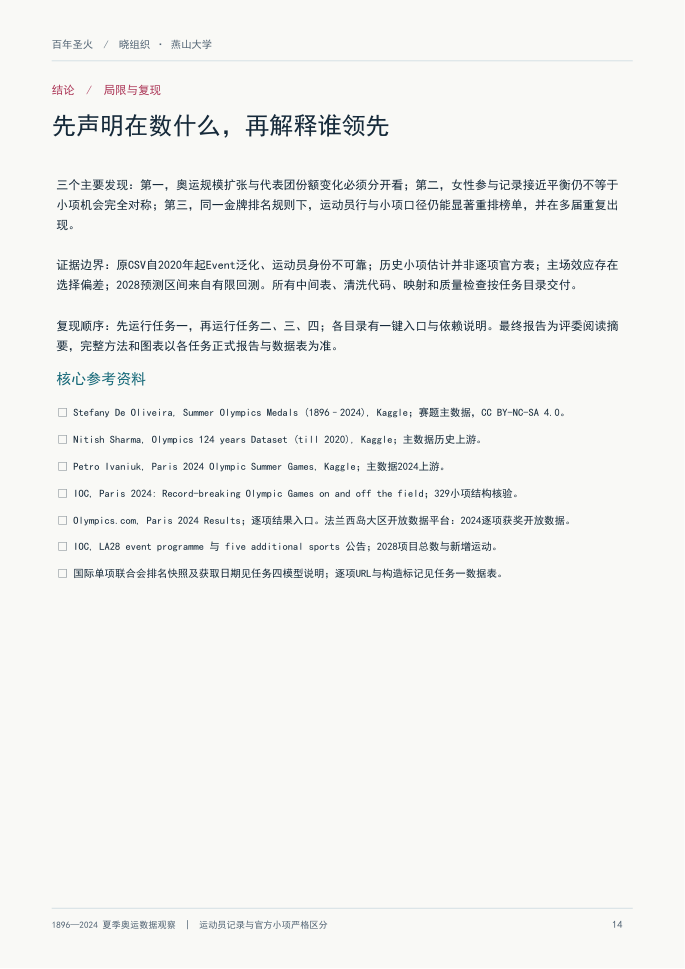 百年圣火 / 晓组织 · 燕山大学
结论 / 局限与复现
先声明在数什么，再解释谁领先
三个主要发现：第一，奥运规模扩张与代表团份额变化必须分开看；第二，女性参与记录接近平衡仍不等于
小项机会完全对称；第三，同一金牌排名规则下，运动员行与小项口径仍能显著重排榜单，并在多届重复出
现。
证据边界：原CSV自2020年起Event泛化、运动员身份不可靠；历史小项估计并非逐项官方表；主场效应存在
选择偏差；2028预测区间来自有限回测。所有中间表、清洗代码、映射和质量检查按任务目录交付。
复现顺序：先运行任务一，再运行任务二、三、四；各目录有一键入口与依赖说明。最终报告为评委阅读摘
要，完整方法和图表以各任务正式报告与数据表为准。
核心参考资料
□ Stefany De Oliveira, Summer Olympics Medals (1896–2024), Kaggle；赛题主数据，CC BY-NC-SA 4.0。
□ Nitish Sharma, Olympics 124 years Dataset (till 2020), Kaggle；主数据历史上游。
□ Petro Ivaniuk, Paris 2024 Olympic Summer Games, Kaggle；主数据2024上游。
□ IOC, Paris 2024: Record-breaking Olympic Games on and off the field；329小项结构核验。
□ Olympics.com, Paris 2024 Results；逐项结果入口。法兰西岛大区开放数据平台：2024逐项获奖开放数据。
□ IOC, LA28 event programme 与 five additional sports 公告；2028项目总数与新增运动。
□ 国际单项联合会排名快照及获取日期见任务四模型说明；逐项URL与构造标记见任务一数据表。
1896—2024 夏季奥运数据观察 | 运动员记录与官方小项严格区分
14